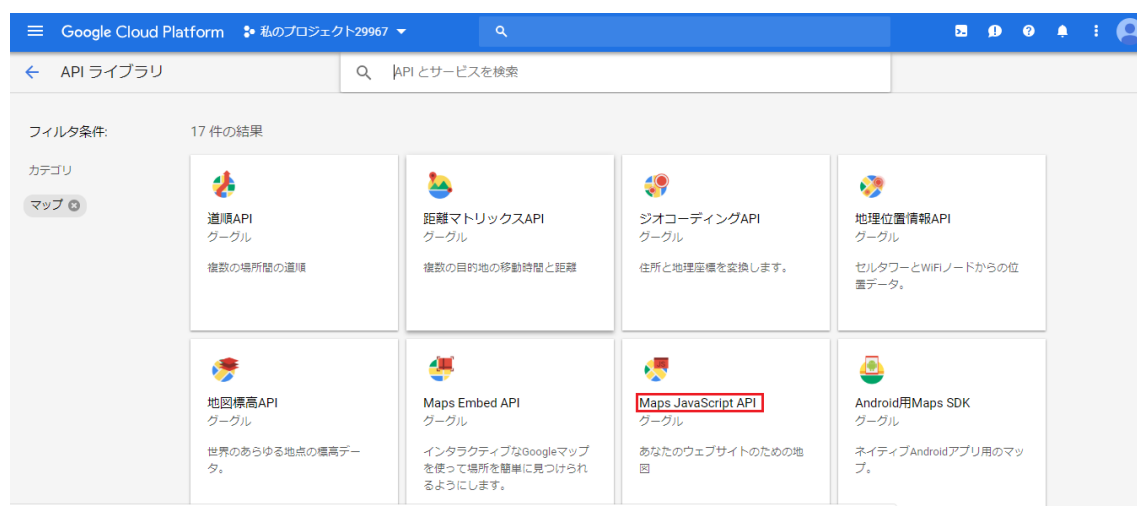 Google Cloud Platform 私のプロジェクト29967
API ライブラリ
API とサービスを検索
フィルタ条件:
17 件の結果
カテゴリ
マップ
道順API
グーグル
複数の場所間の道順
距離マトリックスAPI
グーグル
複数の目的地の移動時間と距離
ジオコーディングAPI
グーグル
住所と地理座標を変換します。
地理位置情報API
グーグル
セルタワーとWiFiノードからの位
置データ。
地図標高API
グーグル
世界のあらゆる地点の標高デー
タ。
Maps Embed API
グーグル
インタラクティブなGoogleマップ
を使って場所を簡単に見つけられ
るようにします。
Maps JavaScript API
グーグル
あなたのウェブサイトのための地
図
Android用Maps SDK
グーグル
ネイティブAndroidアプリ用のマッ
プ。